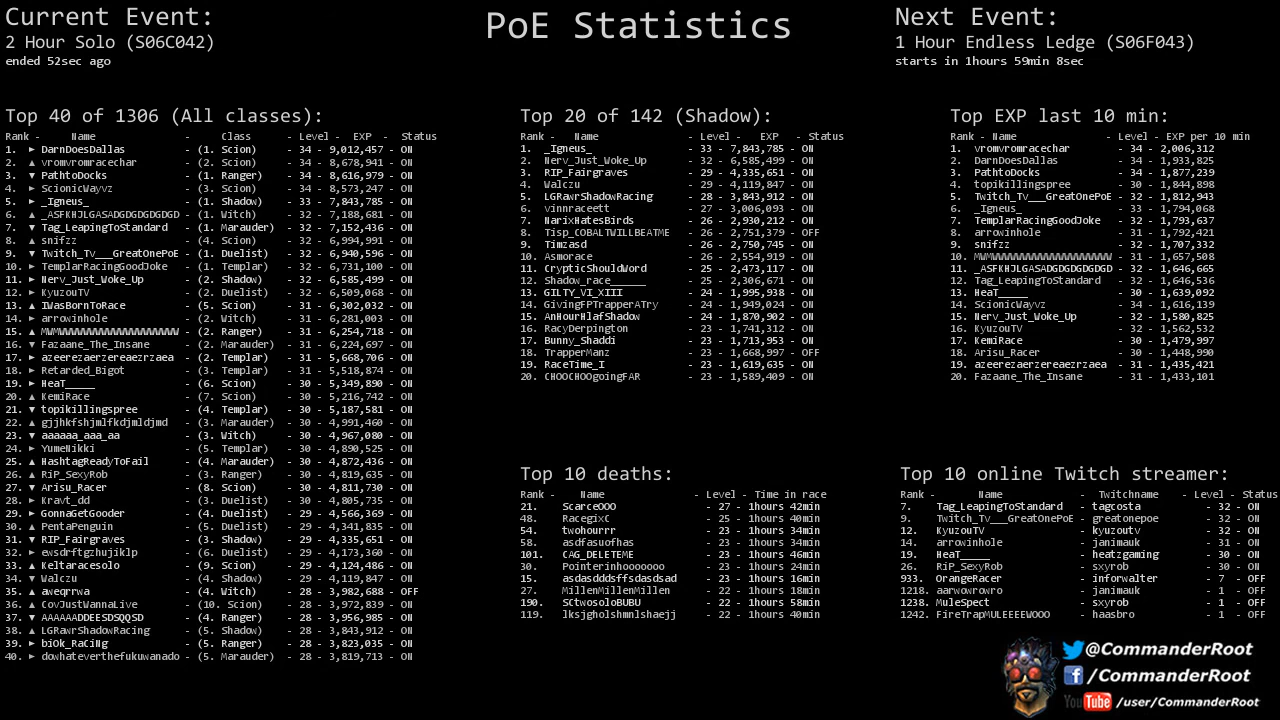 Current Event:
2 Hour Solo (S06C042)
ended 52sec ago
PoE Statistics
Next Event:
1 Hour Endless Ledge (S06F043)
starts in 1hours 59min 8sec
Top 40 of 1306 (All classes):
Rank - Name - Class - Level - EXP - Status
1. ► DarnDoesDallas - (1. Scion) - 34 - 9,012,457 - ON
2. ▲ vromvromracechar - (2. Scion) - 34 - 8,678,941 - ON
3. ▼ PathtoDocks - (1. Ranger) - 34 - 8,616,979 - ON
4. ► ScionicWayvz - (3. Scion) - 34 - 8,573,247 - ON
5. ► _Igneus_ - (1. Shadow) - 33 - 7,843,785 - ON
6. ▲ _ASFKHJLGASADGDGDGDGDGD - (1. Witch) - 32 - 7,188,681 - ON
7. ▼ Tag_LeapingToStandard - (1. Marauder) - 32 - 7,152,436 - ON
8. ▲ snifzz - (4. Scion) - 32 - 6,994,991 - ON
9. ▼ Twitch_Tv___GreatOnePoE - (1. Duelist) - 32 - 6,940,596 - ON
10. ► TemplarRacingGoodJoke - (1. Templar) - 32 - 6,731,100 - ON
11. ► Nerv_Just_Woke_Up - (2. Shadow) - 32 - 6,585,499 - ON
12. ► KyuzouTV - (2. Duelist) - 32 - 6,509,068 - ON
13. ▲ IWasBornToRace - (5. Scion) - 31 - 6,302,032 - ON
14. ► arrowinhole - (2. Witch) - 31 - 6,281,003 - ON
15. ▲ MWMWWWWWWWWWWWWWWWWWWWW - (2. Ranger) - 31 - 6,254,718 - ON
16. ▼ Fazaane_The_Insane - (2. Marauder) - 31 - 6,224,697 - ON
17. ► azeerezaerzereaezrzaea - (2. Templar) - 31 - 5,668,706 - ON
18. ► Retarded_Bigot - (3. Templar) - 31 - 5,518,874 - ON
19. ► HeaT_____ - (6. Scion) - 30 - 5,349,890 - ON
20. ▲ KemiRace - (7. Scion) - 30 - 5,216,742 - ON
21. ▼ topikillingspree - (4. Templar) - 30 - 5,187,581 - ON
22. ▲ gjjhkfshjmlfkdjmldjmd - (3. Marauder) - 30 - 4,991,460 - ON
23. ▼ aaaaaa_aaa_aa - (3. Witch) - 30 - 4,967,080 - ON
24. ► YumeNikki - (5. Templar) - 30 - 4,890,525 - ON
25. ▲ HashtagReadyToFail - (4. Marauder) - 30 - 4,872,436 - ON
26. ▲ RiP_SexyRob - (3. Ranger) - 30 - 4,819,635 - ON
27. ▼ Arisu_Racer - (8. Scion) - 30 - 4,811,730 - ON
28. ► Kravt_dd - (3. Duelist) - 30 - 4,805,735 - ON
29. ► GonnaGetGooder - (4. Duelist) - 29 - 4,566,369 - ON
30. ▲ PentaPenguin - (5. Duelist) - 29 - 4,341,835 - ON
31. ▼ RIP_Fairgraves - (3. Shadow) - 29 - 4,335,651 - ON
32. ► ewsdrftgzhujiklp - (6. Duelist) - 29 - 4,173,360 - ON
33. ▲ Keltaracesolo - (9. Scion) - 29 - 4,124,486 - ON
34. ▼ Walczu - (4. Shadow) - 29 - 4,119,847 - ON
35. ▲ aweqrrwa - (4. Witch) - 28 - 3,982,688 - OFF
36. ▲ CovJustWannaLive - (10. Scion) - 28 - 3,972,839 - ON
37. ▼ AAAAAADDEESDSQQSD - (4. Ranger) - 28 - 3,956,985 - ON
38. ▲ LGRawrShadowRacing - (5. Shadow) - 28 - 3,843,912 - ON
39. ► biOk_RaCiNg - (5. Ranger) - 28 - 3,823,035 - ON
40. ► dowhateverthefukuwanado - (5. Marauder) - 28 - 3,819,713 - ON
Top 20 of 142 (Shadow):
Rank - Name - Level - EXP - Status
1. _Igneus_ - 33 - 7,843,785 - ON
2. Nerv_Just_Woke_Up - 32 - 6,585,499 - ON
3. RIP_Fairgraves - 29 - 4,335,651 - ON
4. Walczu - 29 - 4,119,847 - ON
5. LGRawrShadowRacing - 28 - 3,843,912 - ON
6. vinnraceett - 27 - 3,006,093 - ON
7. NarixHatesBirds - 26 - 2,930,212 - ON
8. Tisp_COBALTWILLBEATME - 26 - 2,751,379 - OFF
9. Timzasd - 26 - 2,750,745 - ON
10. Asmorace - 26 - 2,554,919 - ON
11. CrypticShouldWord - 25 - 2,473,117 - ON
12. Shadow_race______ - 25 - 2,306,671 - ON
13. GILTY_VI_XIII - 24 - 1,995,938 - ON
14. GivingFPTrapperATry - 24 - 1,949,024 - ON
15. AnHourHlafShadow - 24 - 1,870,902 - ON
16. RacyDerpington - 23 - 1,741,312 - ON
17. Bunny_Shaddi - 23 - 1,713,953 - ON
18. TrapperManz - 23 - 1,668,997 - OFF
19. RaceTime_I - 23 - 1,619,635 - ON
20. CHOOCHOOgoingFAR - 23 - 1,589,409 - ON
Top EXP last 10 min:
Rank - Name - Level - EXP per 10 min
1. vromvromracechar - 34 - 2,006,312
2. DarnDoesDallas - 34 - 1,933,825
3. PathtoDocks - 34 - 1,877,239
4. topikillingspree - 30 - 1,844,898
5. Twitch_Tv___GreatOnePoE - 32 - 1,812,943
6. _Igneus_ - 33 - 1,794,068
7. TemplarRacingGoodJoke - 32 - 1,793,637
8. arrowinhole - 31 - 1,792,421
9. snifzz - 32 - 1,707,332
10. MWMWWWWWWWWWWWWWWWWWWWW - 31 - 1,657,508
11. _ASFKHJLGASADGDGDGDGDGD - 32 - 1,646,665
12. Tag_LeapingToStandard - 32 - 1,646,536
13. HeaT_____ - 30 - 1,639,092
14. ScionicWayvz - 34 - 1,616,139
15. Nerv_Just_Woke_Up - 32 - 1,580,825
16. KyuzouTV - 32 - 1,562,532
17. KemiRace - 30 - 1,479,997
18. Arisu_Racer - 30 - 1,448,990
19. azeerezaerzereaezrzaea - 31 - 1,435,421
20. Fazaane_The_Insane - 31 - 1,433,101
Top 10 deaths:
Rank - Name - Level - Time in race
21. ScarceOOO - 27 - 1hours 42min
48. RacegixC - 25 - 1hours 40min
54. twohourrr - 24 - 1hours 34min
58. asdfasuofhas - 24 - 1hours 34min
101. CAG_DELETEME - 23 - 1hours 46min
30. Pointerinhooooooo - 23 - 1hours 24min
15. asdasdddsffsdasdsad - 23 - 1hours 16min
27. MillenMillenMillen - 22 - 1hours 18min
190. SCtwosoloBUBU - 22 - 1hours 58min
119. lksjgholshmnlshaejj - 22 - 1hours 40min
Top 10 online Twitch streamer:
Rank - Name - Twitchname - Level - Status
7. Tag_LeapingToStandard - tagcosta - 32 - ON
9. Twitch_Tv___GreatOnePoE - greatonepoe - 32 - ON
12. KyuzouTV - kyuzoutv - 32 - ON
14. arrowinhole - janimauk - 31 - ON
19. HeaT_____ - heatzgaming - 30 - ON
26. RiP_SexyRob - sxyrob - 30 - ON
933. OrangeRacer - inforwalter - 7 - OFF
1218. aarwowrowro - janimauk - 1 - OFF
1238. MuleSpect - sxyrob - 1 - OFF
1242. FireTrapMULEEEEWOOO - haasbro - 1 - OFF
@CommanderRoot
f /CommanderRoot
YouTube /user/CommanderRoot